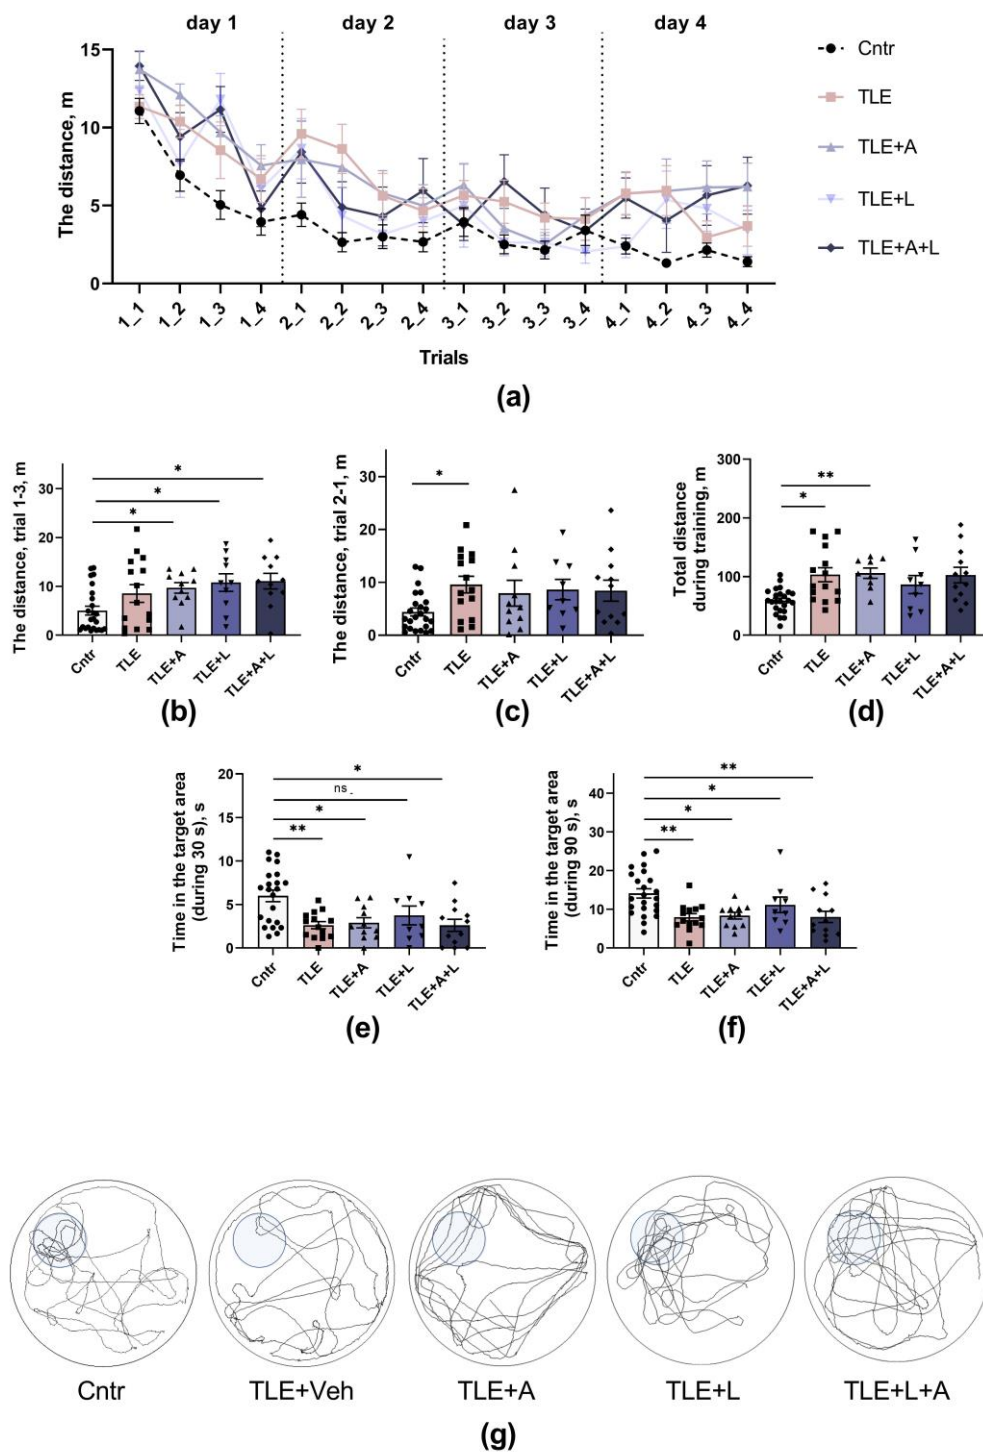 day 1 day 2 day 3 day 4
The distance, m
15
10
5
0
1_1 1_2 1_3 1_4 2_1 2_2 2_3 2_4 3_1 3_2 3_3 3_4 4_1 4_2 4_3 4_4
Trials
Cntr
TLE
TLE+A
TLE+L
TLE+A+L
(a)
The distance, trial 1-3, m
30
20
10
0
*
*
*
Cntr TLE TLE+A TLE+L TLE+A+L
(b)
The distance, trial 2-1, m
30
20
10
0
*
Cntr TLE TLE+A TLE+L TLE+A+L
(c)
Total distance
during training, m
300
200
100
0
**
*
Cntr TLE TLE+A TLE+L TLE+A+L
(d)
Time in the target area
(during 30 s), s
20
15
10
5
0
*
ns
*
**
Cntr TLE TLE+A TLE+L TLE+A+L
(e)
Time in the target area
(during 90 s), s
40
30
20
10
0
**
*
*
**
Cntr TLE TLE+A TLE+L TLE+A+L
(f)
Cntr TLE+Veh TLE+A TLE+L TLE+L+A
(g)